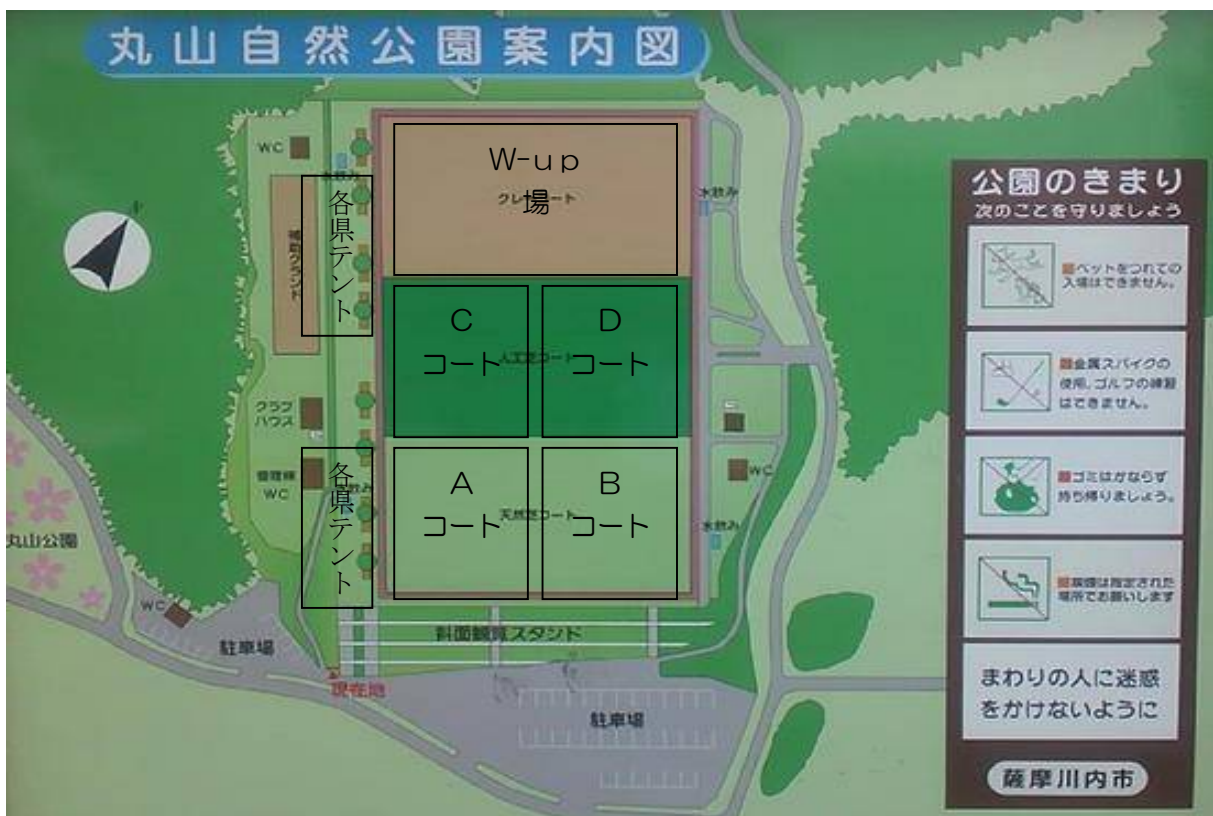 丸山自然公園案内図
WC
水飲み
各県テント
補助グランド
W-up
場
クレーコート
水飲み
C
コート
D
コート
人工芝コート
クラブ
ハウス
管理棟
WC
各県テント
水飲み
A
コート
B
コート
天然芝コート
WC
水飲み
丸山公園
WC
駐車場
斜面観覧スタンド
現在地
駐車場
公園のきまり
次のことを守りましょう
ペットをつれての
入場はできません。
金属スパイクの
使用、ゴルフの練習
はできません。
ゴミはかならず
持ち帰りましょう。
喫煙は指定された
場所でお願いします
まわりの人に迷惑
をかけないように
薩摩川内市